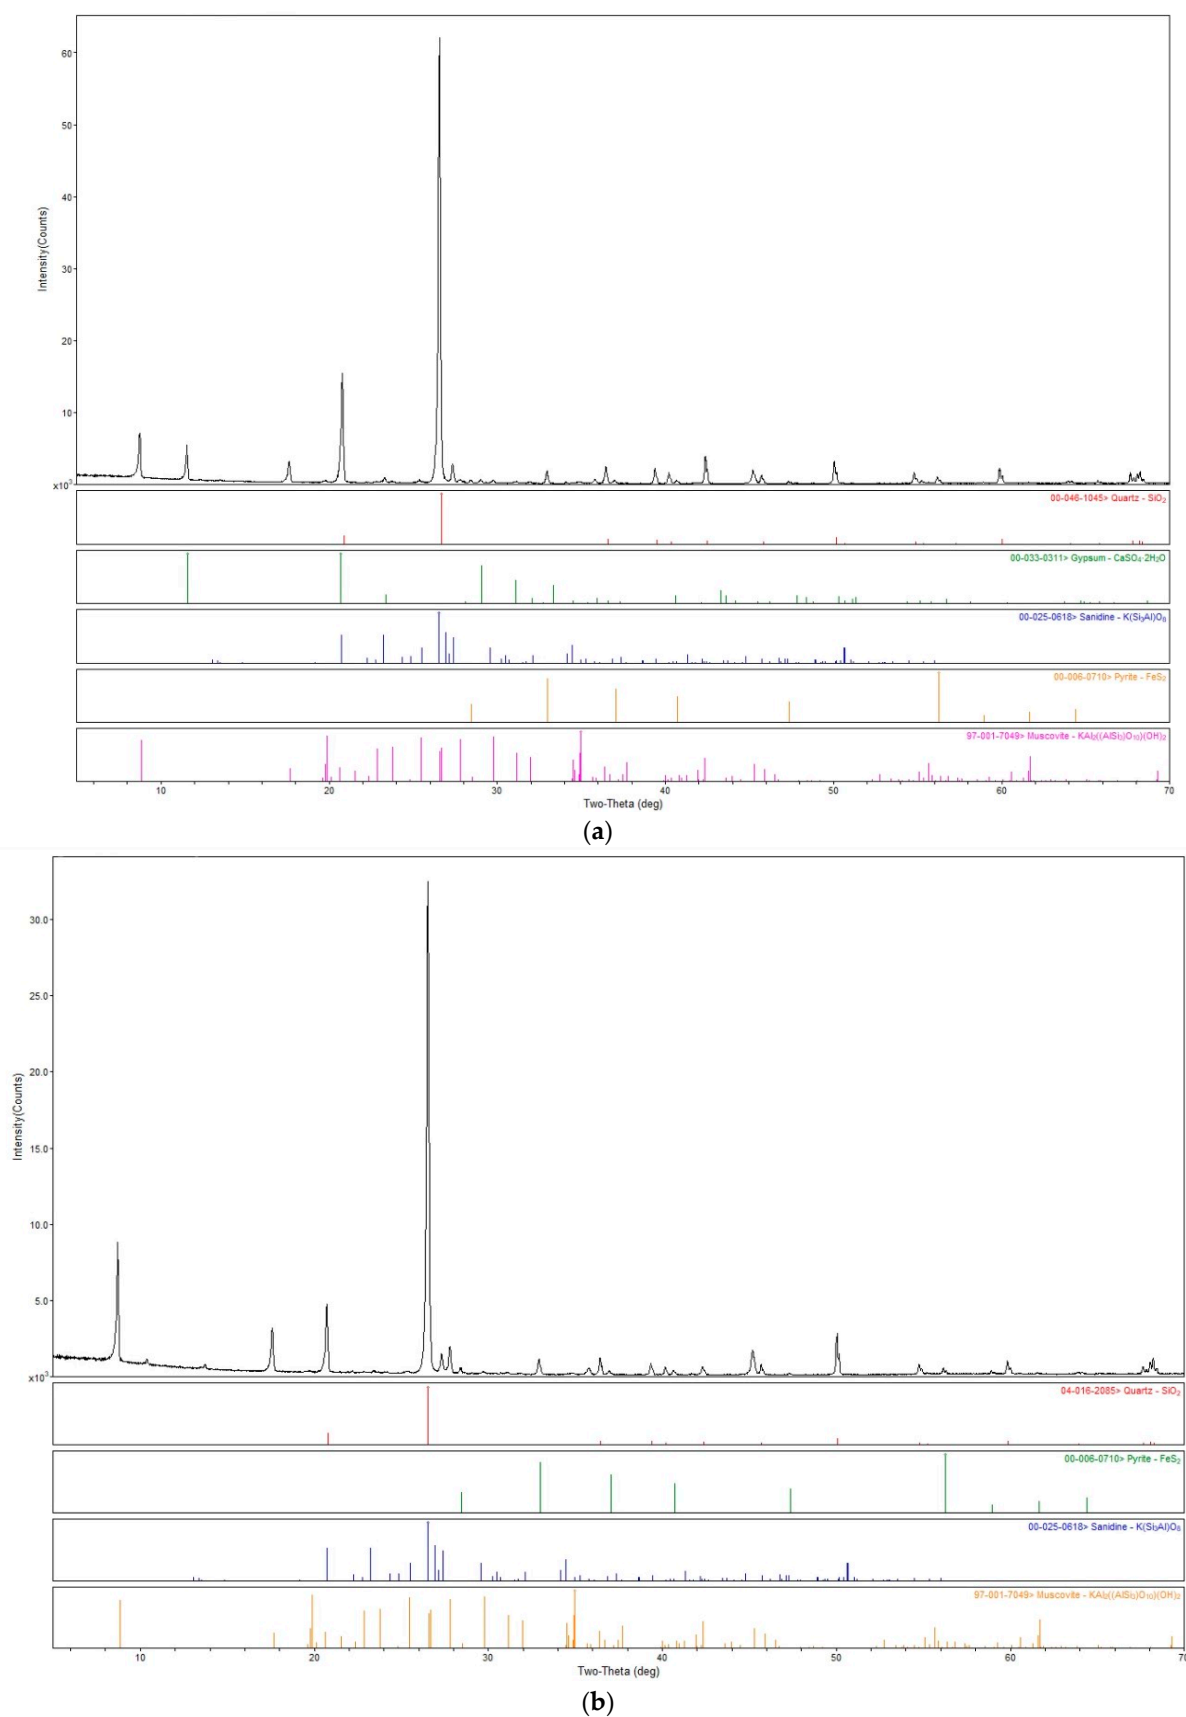 60
50
40
30
20
10
x10³
Intensity(Counts)
00-046-1045> Quartz - SiO₂
00-033-0311> Gypsum - CaSO₄·2H₂O
00-025-0618> Sanidine - K(Si₃Al)O₈
00-006-0710> Pyrite - FeS₂
97-001-7049> Muscovite - KAl₂((AlSi₃)O₁₀)(OH)₂
10 20 30 40 50 60 70
Two-Theta (deg)
(a)
30.0
25.0
20.0
15.0
10.0
5.0
x10³
Intensity(Counts)
04-016-2085> Quartz - SiO₂
00-006-0710> Pyrite - FeS₂
00-025-0618> Sanidine - K(Si₃Al)O₈
97-001-7049> Muscovite - KAl₂((AlSi₃)O₁₀)(OH)₂
10 20 30 40 50 60 70
Two-Theta (deg)
(b)